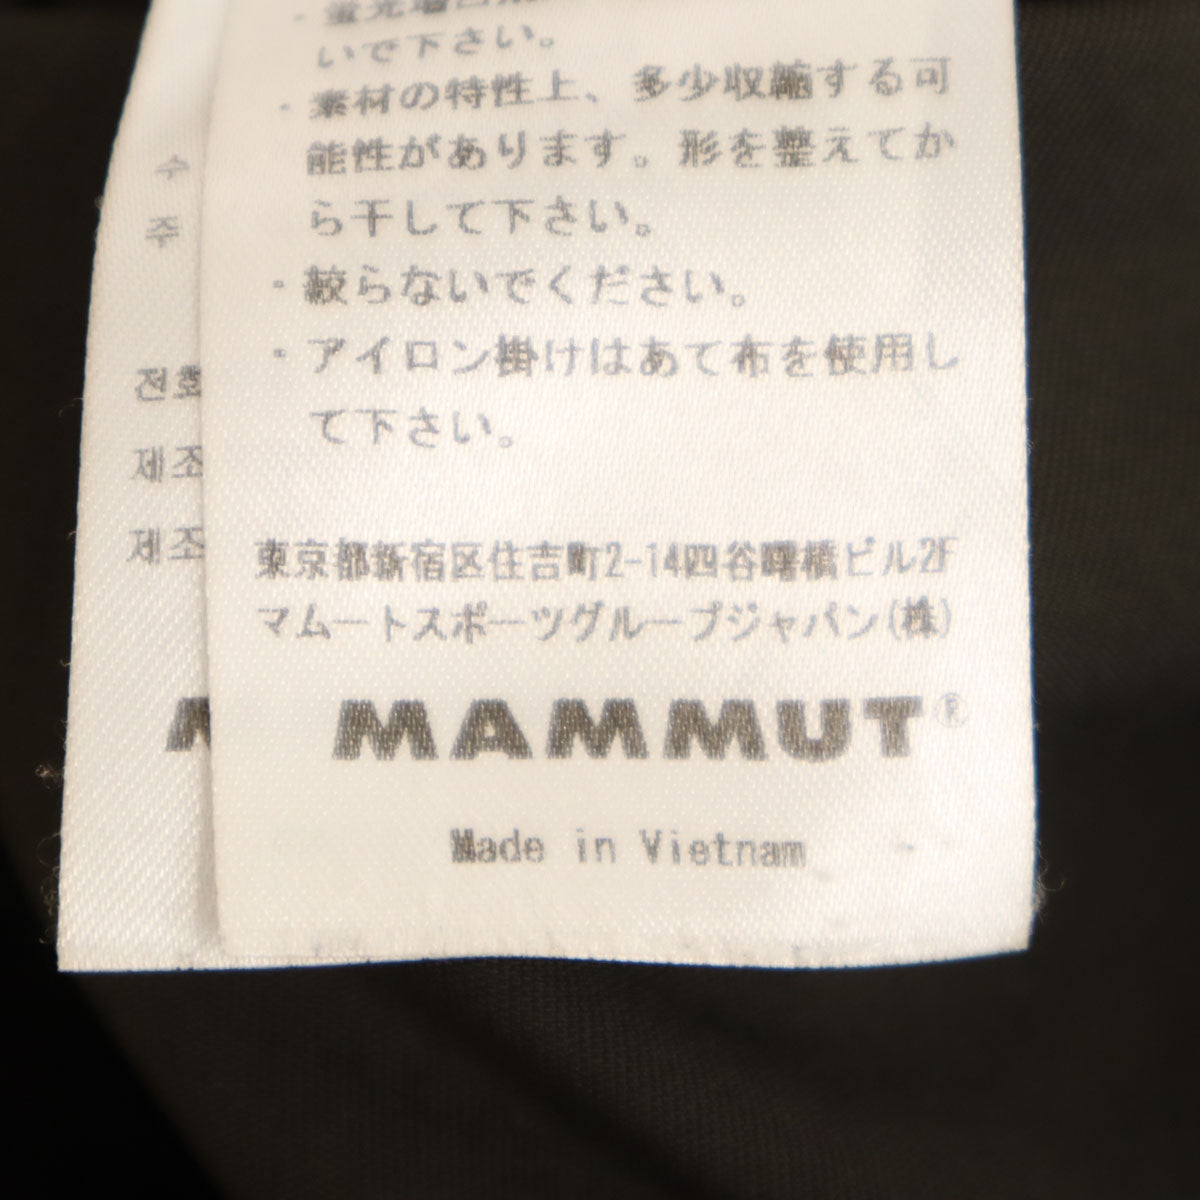 いで下さい。
・素材の特性上、多少収縮する可
能性があります。形を整えてか
ら干して下さい。
・絞らないでください。
・アイロン掛けはあて布を使用し
て下さい。
東京都新宿区住吉町2-14四谷曙橋ビル2F
マムートスポーツグループジャパン(株)
MAMMUT®
Made in Vietnam
수
주
전호
제조
제조
M